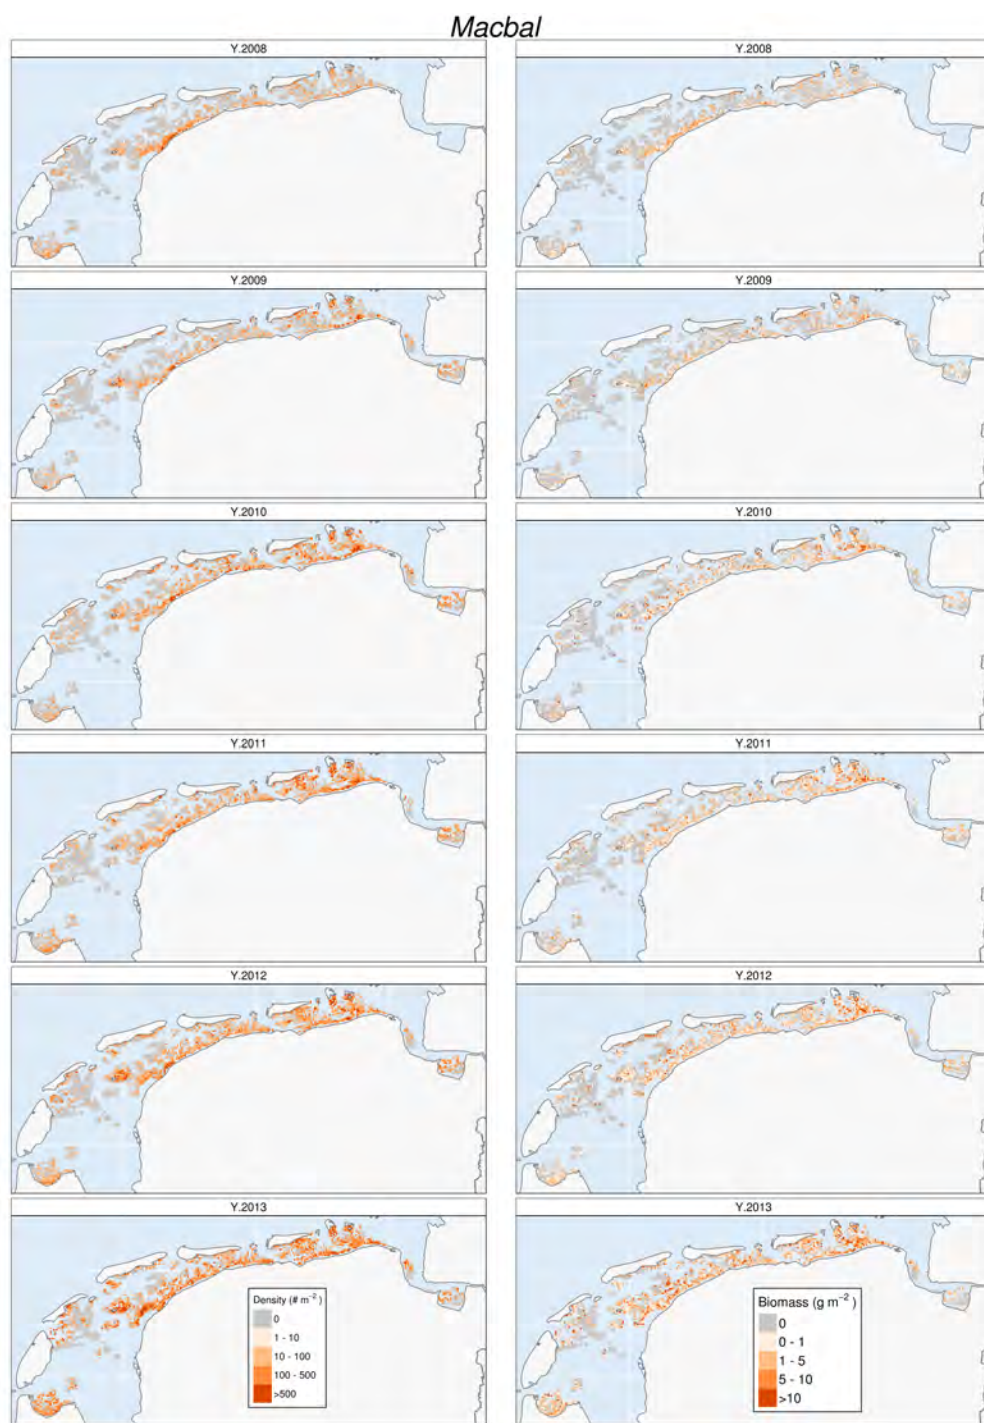 Macbal
Y.2008
Y.2008
Y.2009
Y.2009
Y.2010
Y.2010
Y.2011
Y.2011
Y.2012
Y.2012
Y.2013
Y.2013
Density (# m⁻²)
0
1 - 10
10 - 100
100 - 500
>500
Biomass (g m⁻²)
0
0 - 1
1 - 5
5 - 10
>10